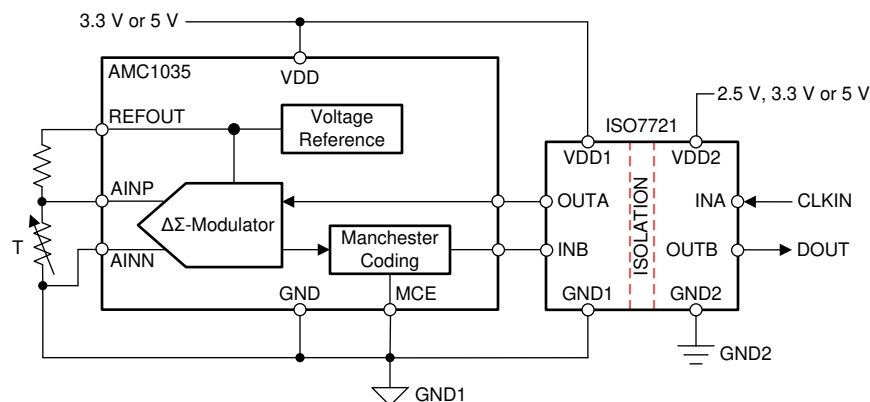 3.3 V or 5 V
AMC1035
VDD
REFOUT
Voltage
Reference
2.5 V, 3.3 V or 5 V
ISO7721
VDD1
VDD2
AINP
ΔΣ-Modulator
OUTA
INA
CLKIN
T
AINN
Manchester
Coding
INB
ISOLATION
OUTB
DOUT
GND
MCE
GND1
GND2
GND1
GND2